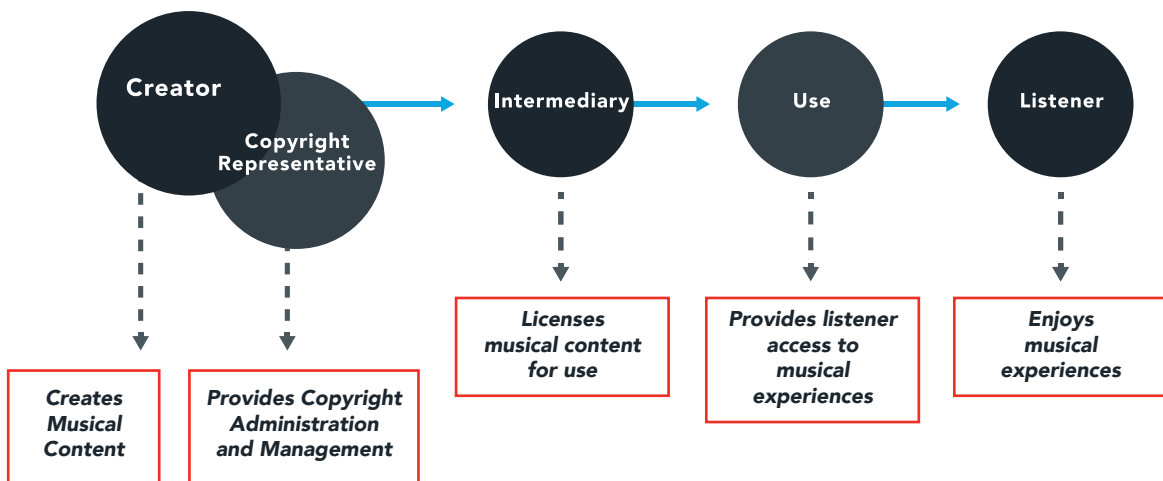 Creator
Copyright
Representative
Intermediary
Use
Listener
Creates
Musical
Content
Provides Copyright
Administration
and Management
Licenses
musical content
for use
Provides listener
access to
musical
experiences
Enjoys
musical
experiences